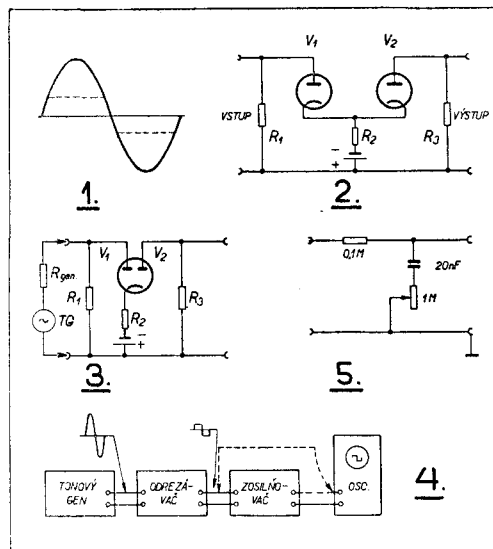 V1
V2
VSTUP
R1
R2
R3
VÝSTUP
- +
1.
2.
Rgen.
TG
R1
V1
V2
R2
R3
- +
3.
0,1M
20nF
1M
5.
TONOVÝ
GEN
ODREZÁ-
VAČ
ZOSILŇO-
VAČ
OSC.
4.